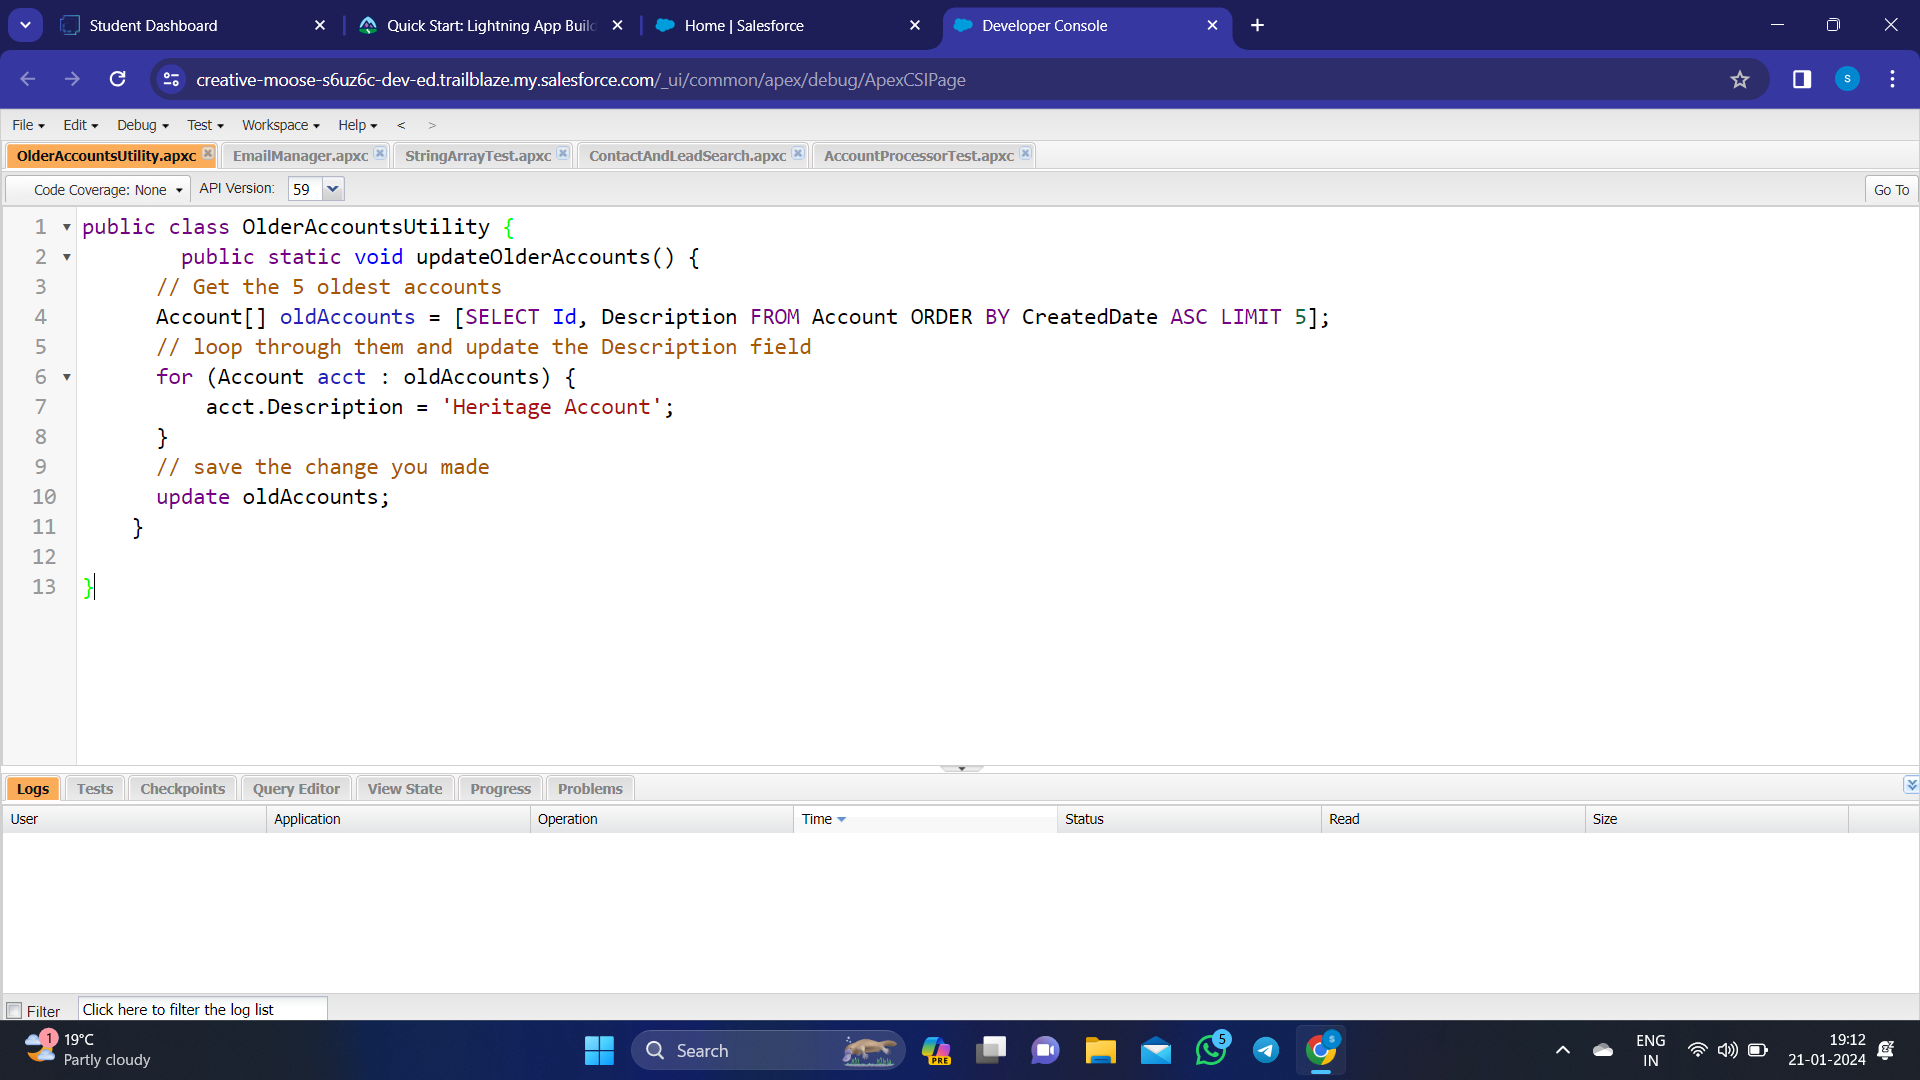 Student Dashboard
Quick Start: Lightning App Buil
Home | Salesforce
Developer Console
creative-moose-s6uz6c-dev-ed.trailblaze.my.salesforce.com/_ui/common/apex/debug/ApexCSIPage
S
File Edit Debug Test Workspace Help < >
OlderAccountsUtility.apxc EmailManager.apxc StringArrayTest.apxc ContactAndLeadSearch.apxc AccountProcessorTest.apxc
Code Coverage: None API Version: 59 Go To
1 public class OlderAccountsUtility {
2 public static void updateOlderAccounts() {
3 // Get the 5 oldest accounts
4 Account[] oldAccounts = [SELECT Id, Description FROM Account ORDER BY CreatedDate ASC LIMIT 5];
5 // loop through them and update the Description field
6 for (Account acct : oldAccounts) {
7 acct.Description = 'Heritage Account';
8 }
9 // save the change you made
10 update oldAccounts;
11 }
12
13 }
Logs Tests Checkpoints Query Editor View State Progress Problems
User Application Operation Time Status Read Size
Filter Click here to filter the log list
1
19°C
Partly cloudy
Search
PRE
5
S
ENG
IN
19:12
21-01-2024